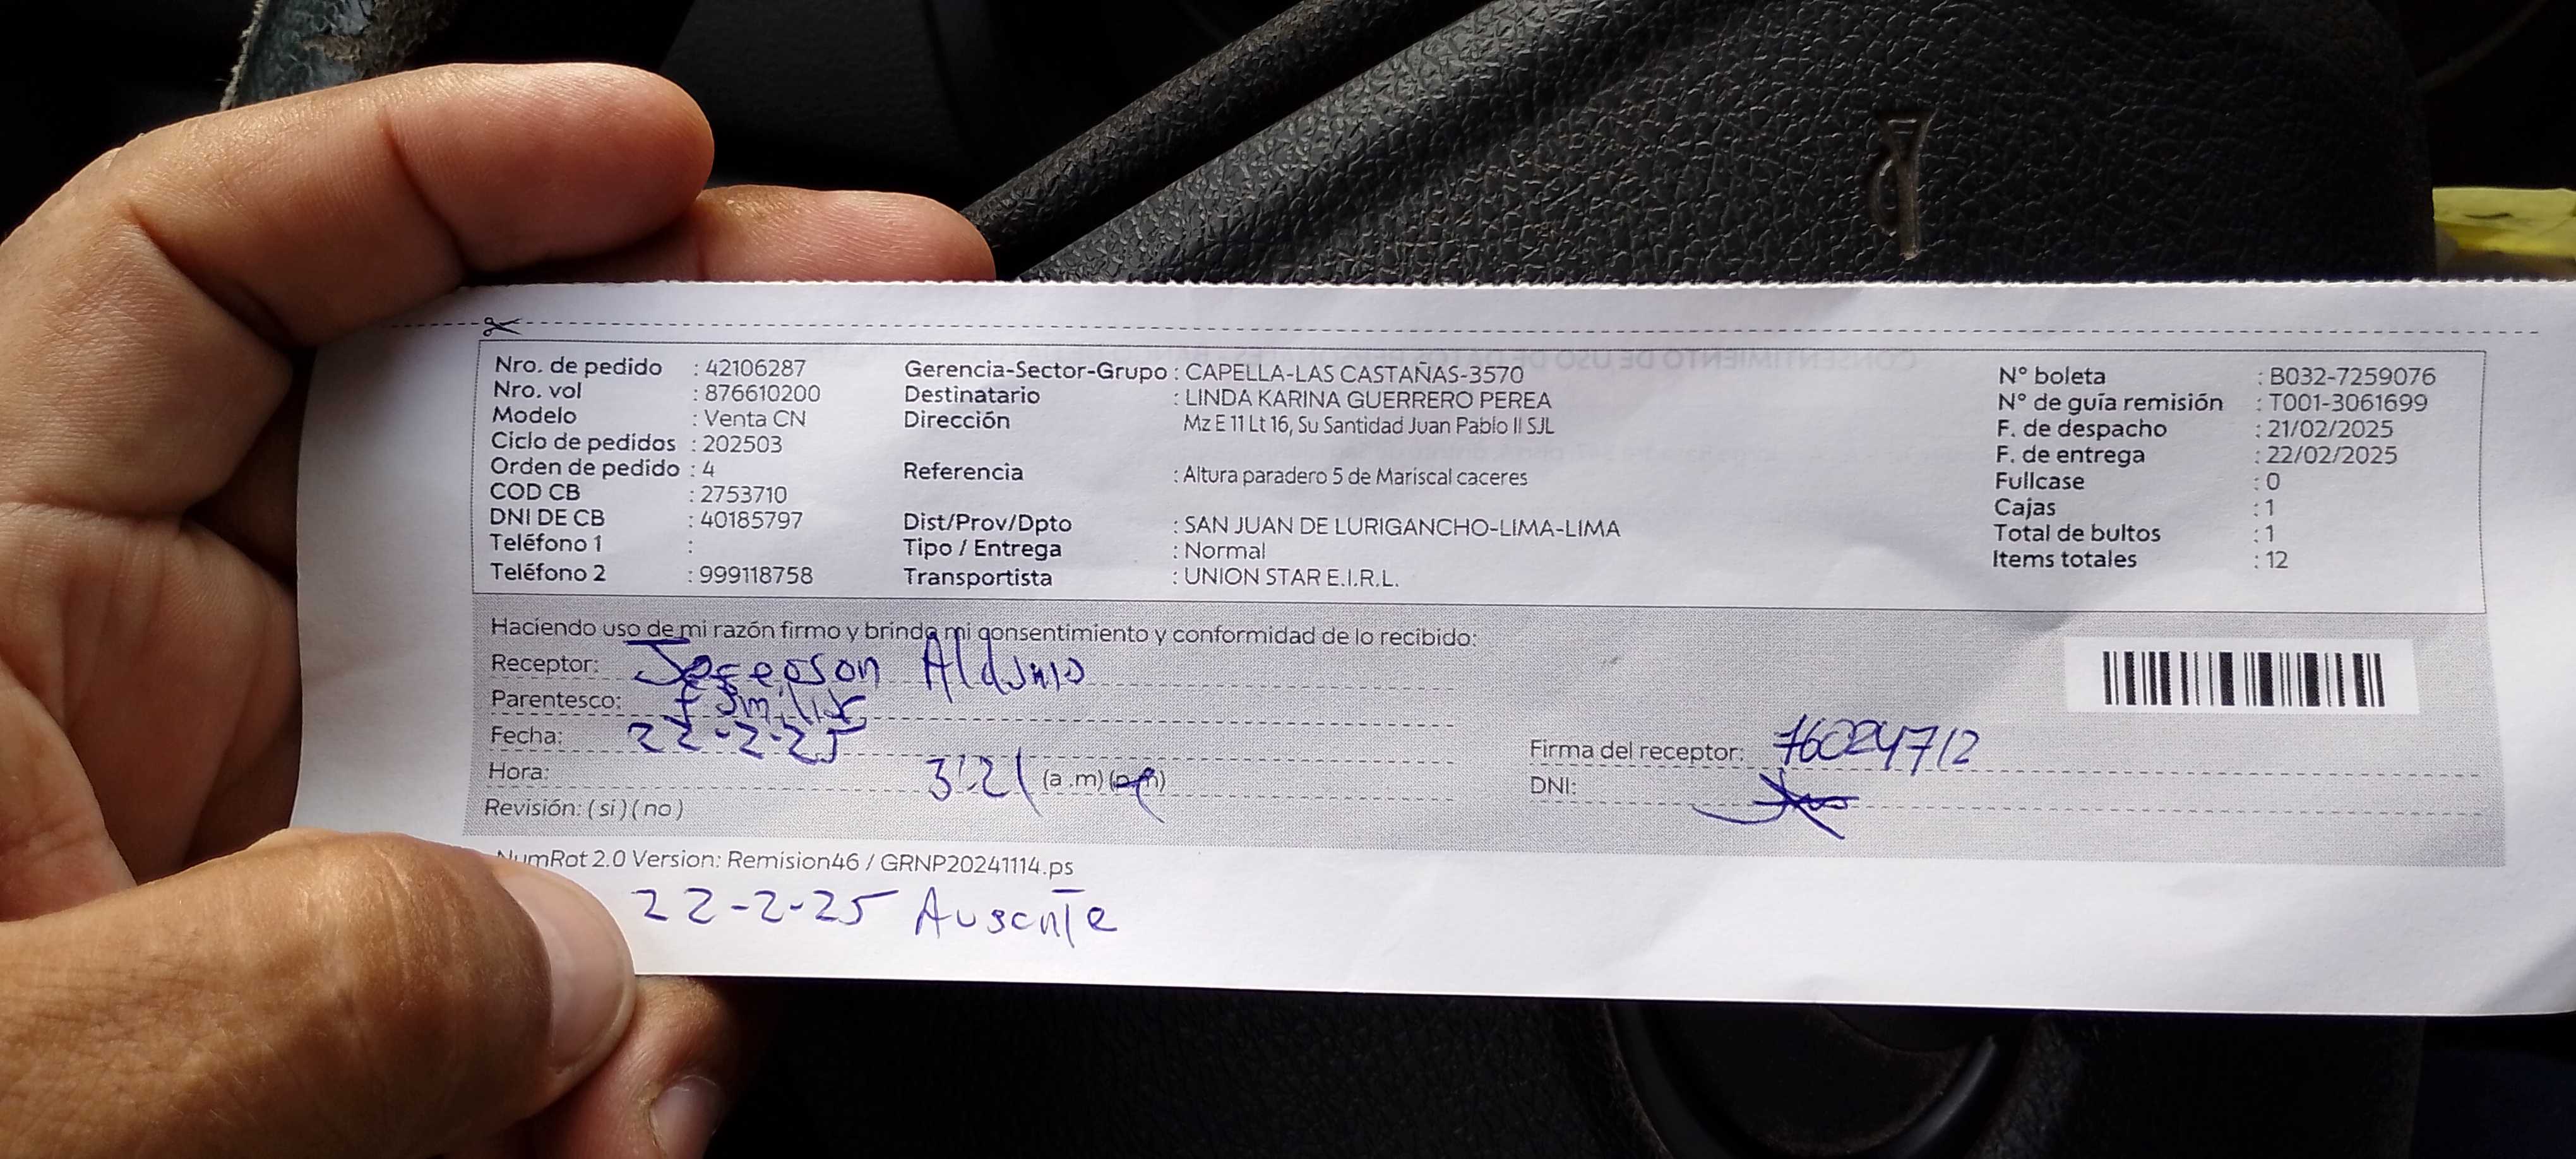 Nro. de pedido : 42106287
Nro. vol : 876610200
Modelo : Venta CN
Ciclo de pedidos : 202503
Orden de pedido : 4
COD CB : 2753710
DNI DE CB : 40185797
Teléfono 1 :
Teléfono 2 : 999118758
Gerencia-Sector-Grupo : CAPELLA-LAS CASTAÑAS-3570
Destinatario : LINDA KARINA GUERRERO PEREA
Dirección Mz E 11 Lt 16, Su Santidad Juan Pablo II SJL
Referencia : Altura paradero 5 de Mariscal caceres
Dist/Prov/Dpto : SAN JUAN DE LURIGANCHO-LIMA-LIMA
Tipo / Entrega : Normal
Transportista : UNION STAR E.I.R.L.
N° boleta : B032-7259076
N° de guía remisión : T001-3061699
F. de despacho : 21/02/2025
F. de entrega : 22/02/2025
Fullcase : 0
Cajas : 1
Total de bultos : 1
Items totales : 12
Haciendo uso de mi razón firmo y brindo mi consentimiento y conformidad de lo recibido:
Receptor:
Parentesco: familiar
Fecha: 22-2-25
Hora: 3:21 (a .m) (p.m)
Revisión: ( si ) ( no )
Firma del receptor: 76024712
DNI:
NumRot 2.0 Version: Remision46 / GRNP20241114.ps
22-2-25 Ausente